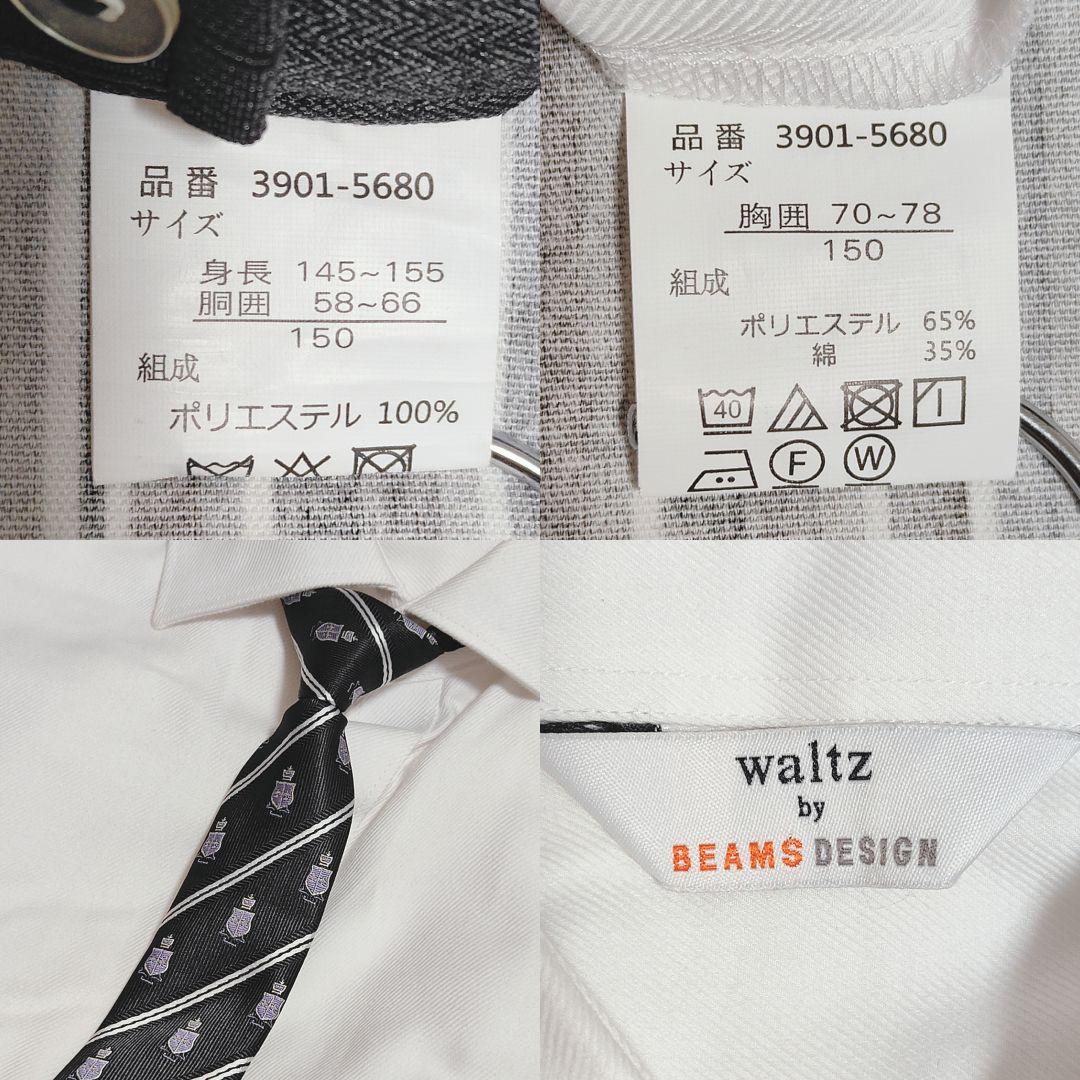 品番 3901-5680
サイズ
身長 145~155
胴囲 58~66
150
組成
ポリエステル 100%
品番 3901-5680
サイズ
胸囲 70~78
150
組成
ポリエステル 65%
綿 35%
40
F W
waltz
by
BEAMS DESIGN